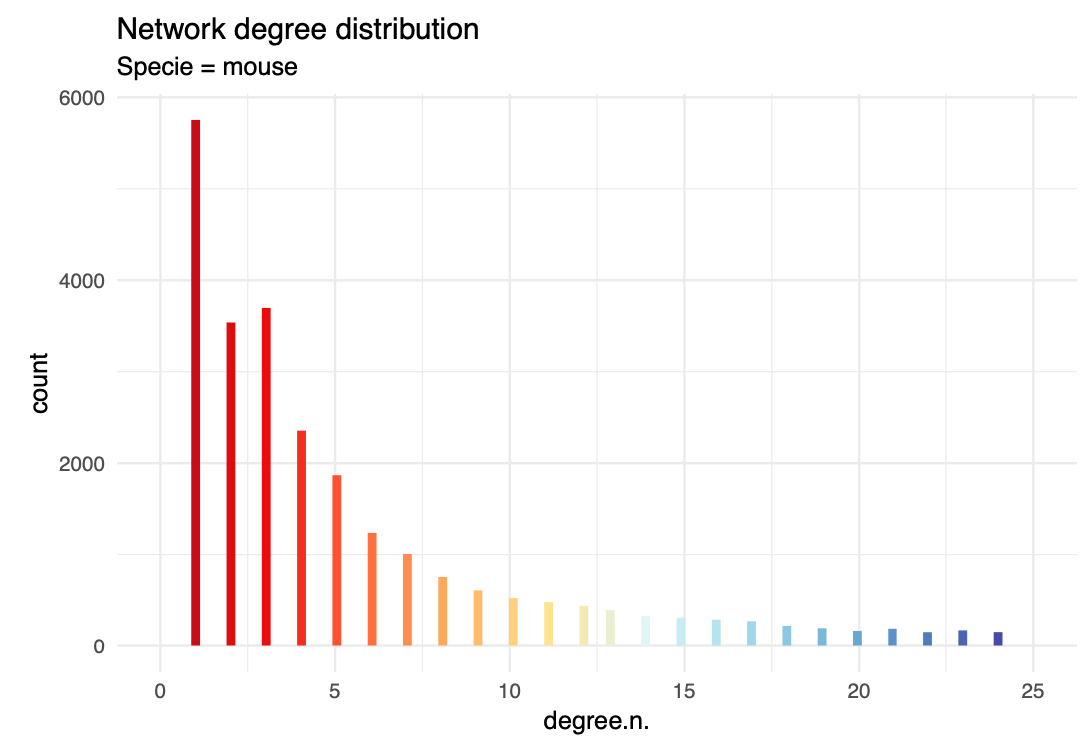 Network degree distribution
Specie = mouse
6000
4000
2000
0
count
0 5 10 15 20 25
degree.n.